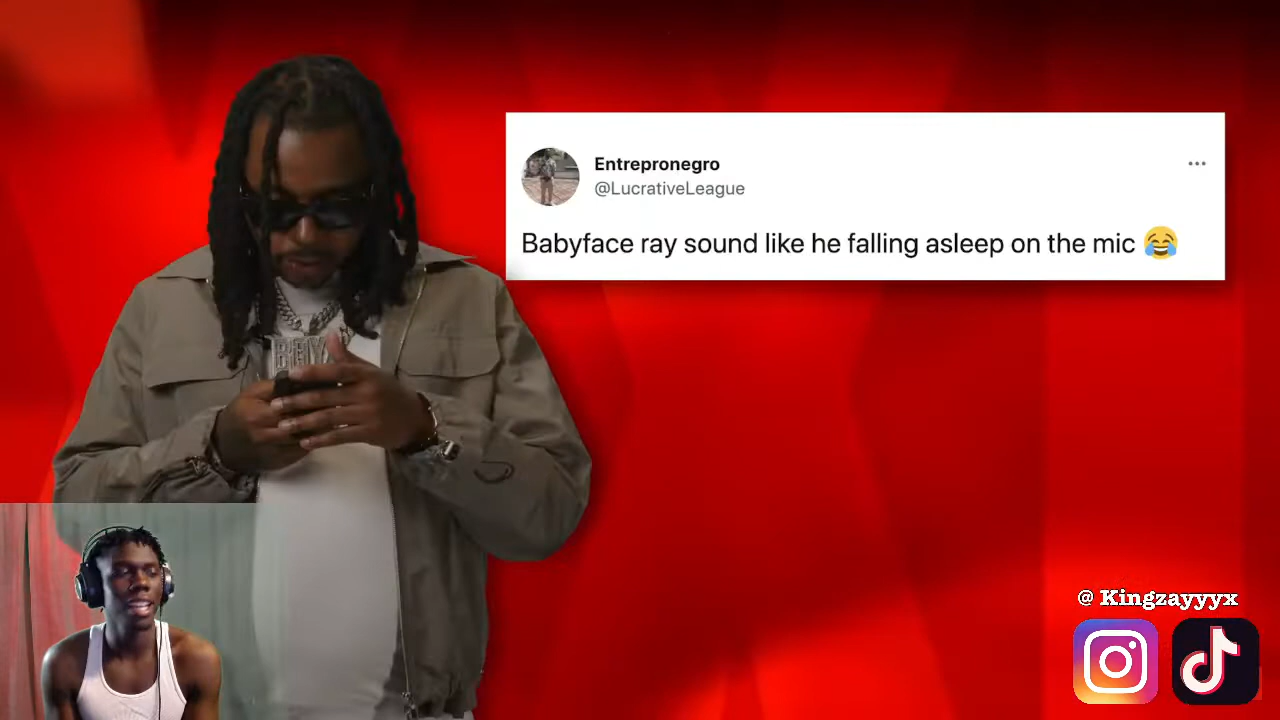 Entrepronegro
@LucrativeLeague
Babyface ray sound like he falling asleep on the mic 😂
@ Kingzayyyx